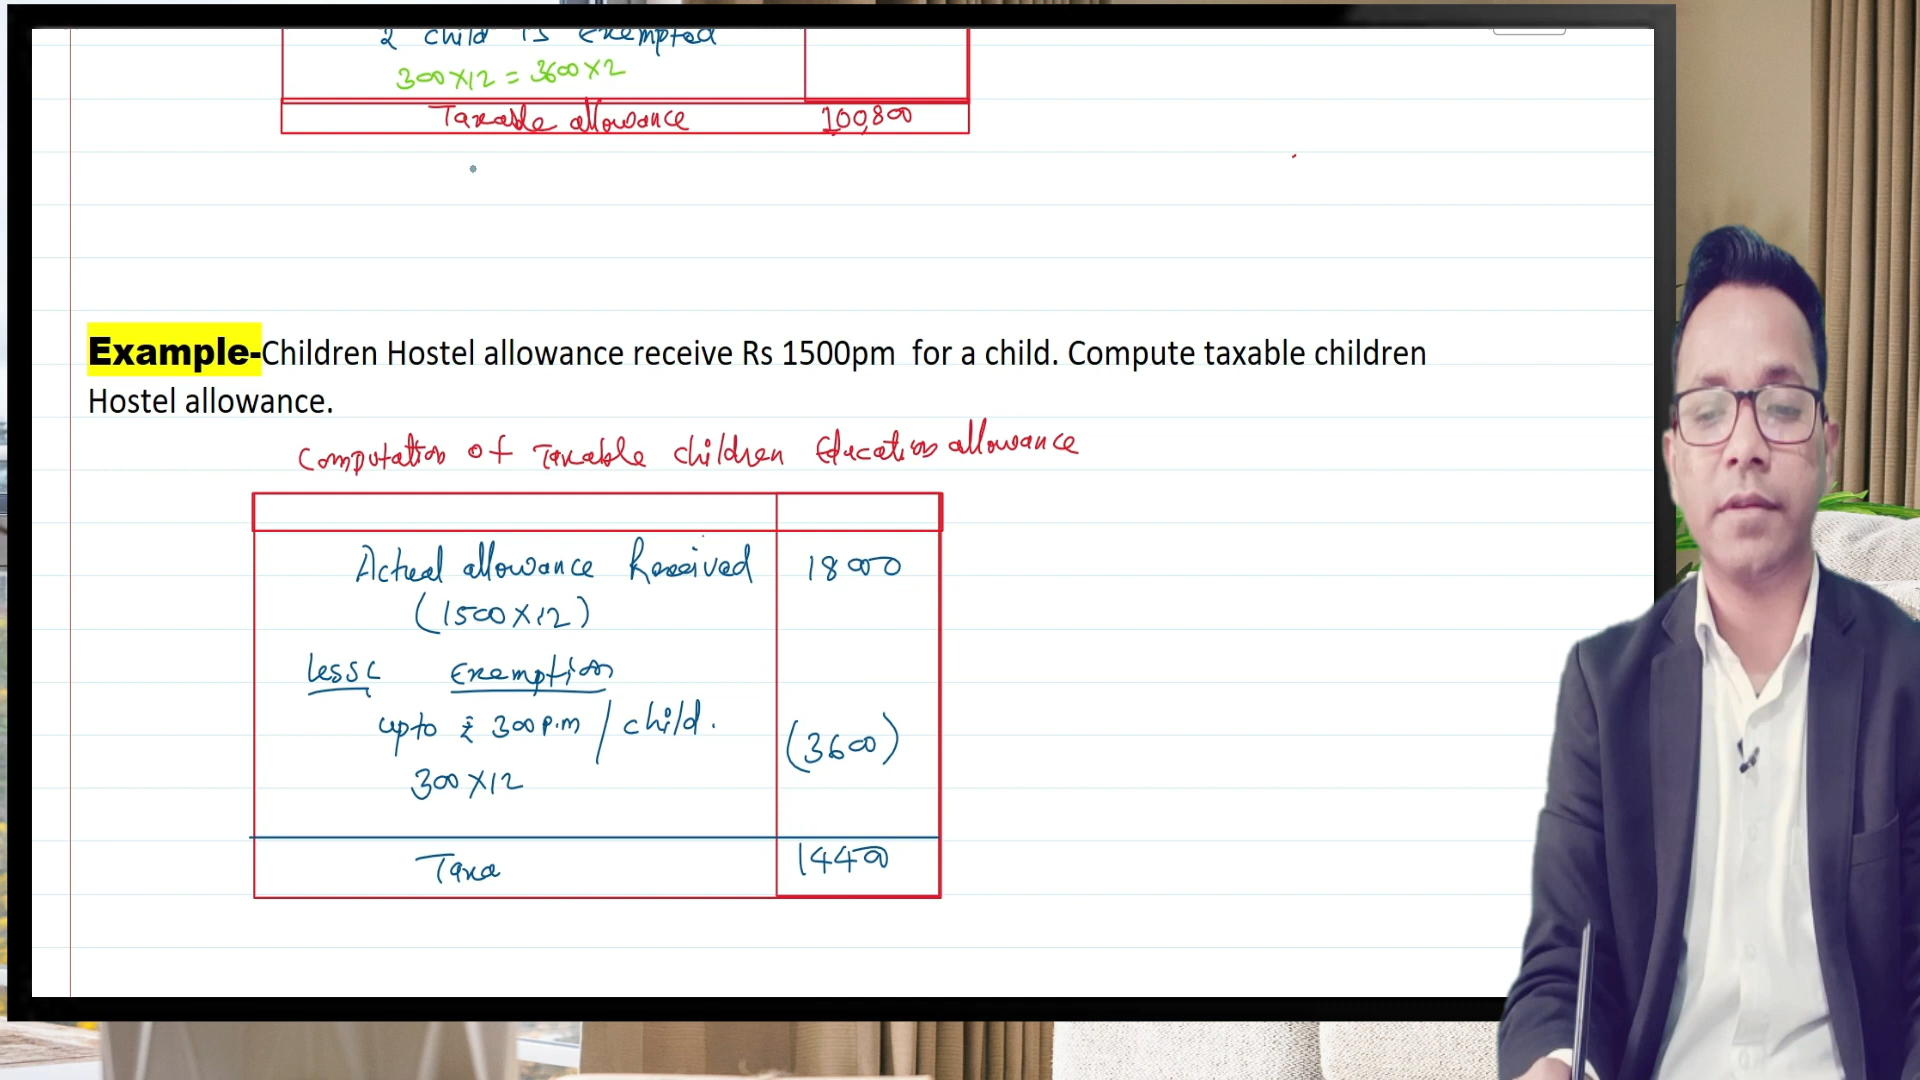 2 child is exempted
300×12 = 3600×2
Taxable allowance 100,800
Example-Children Hostel allowance receive Rs 1500pm for a child. Compute taxable children
Hostel allowance.
Computation of Taxable children Education allowance
Actual allowance Received 18000
(1500×12)
Less: Exemption
upto ₹ 300 p.m / child. (3600)
300×12
Taxa 14400